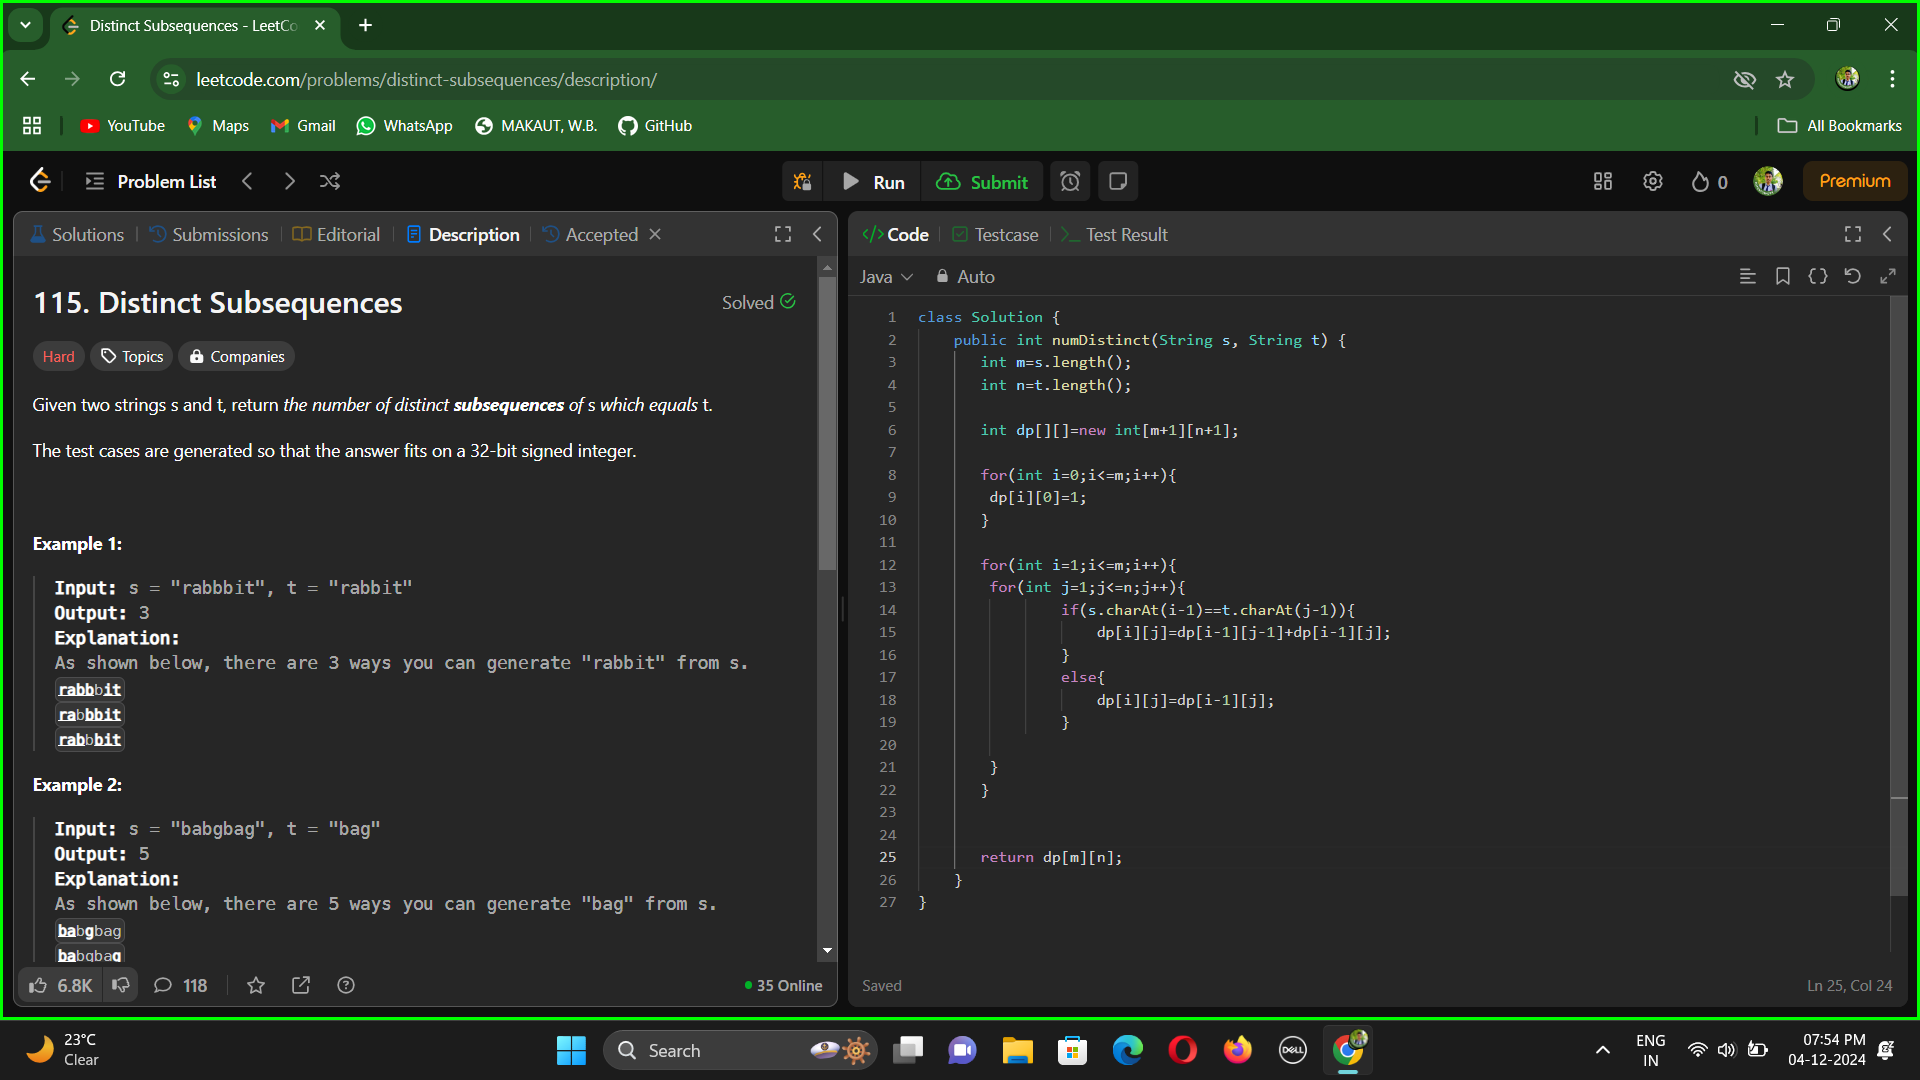 Distinct Subsequences - LeetCo
leetcode.com/problems/distinct-subsequences/description/
YouTube
Maps
Gmail
WhatsApp
MAKAUT, W.B.
GitHub
All Bookmarks
Problem List
Run
Submit
0
Premium
Solutions
Submissions
Editorial
Description
Accepted
115. Distinct Subsequences
Solved
Hard
Topics
Companies
Given two strings s and t, return the number of distinct subsequences of s which equals t.
The test cases are generated so that the answer fits on a 32-bit signed integer.
Example 1:
Input: s = "rabbbit", t = "rabbit"
Output: 3
Explanation:
As shown below, there are 3 ways you can generate "rabbit" from s.
rabbbit
rabbbit
rabbbit
Example 2:
Input: s = "babgbag", t = "bag"
Output: 5
Explanation:
As shown below, there are 5 ways you can generate "bag" from s.
babgbag
babgbag
6.8K
118
35 Online
Code
Testcase
Test Result
Java
Auto
1 class Solution {
2 public int numDistinct(String s, String t) {
3 int m=s.length();
4 int n=t.length();
5
6 int dp[][]=new int[m+1][n+1];
7
8 for(int i=0;i<=m;i++){
9 dp[i][0]=1;
10 }
11
12 for(int i=1;i<=m;i++){
13 for(int j=1;j<=n;j++){
14 if(s.charAt(i-1)==t.charAt(j-1)){
15 dp[i][j]=dp[i-1][j-1]+dp[i-1][j];
16 }
17 else{
18 dp[i][j]=dp[i-1][j];
19 }
20
21 }
22 }
23
24
25 return dp[m][n];
26 }
27 }
Saved
Ln 25, Col 24
23°C
Clear
Search
DELL
ENG
IN
07:54 PM
04-12-2024